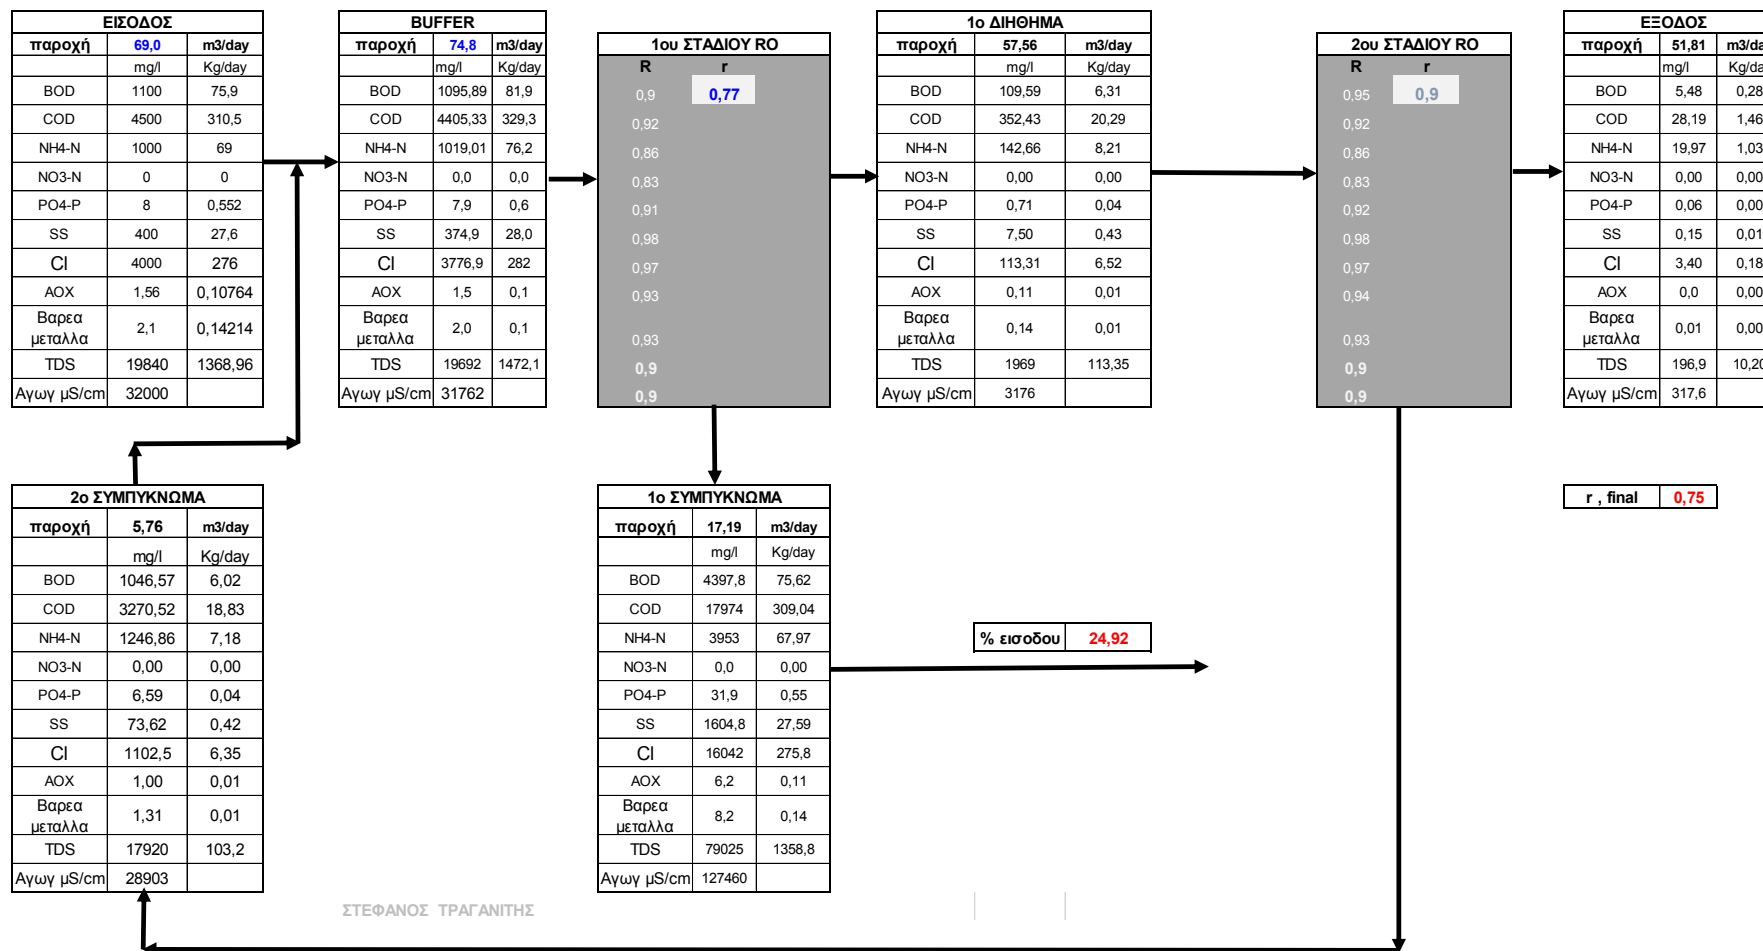 ΕΙΣΟΔΟΣ
παροχή 69,0 m3/day
mg/l Kg/day
BOD 1100 75,9
COD 4500 310,5
NH4-N 1000 69
NO3-N 0 0
PO4-P 8 0,552
SS 400 27,6
Cl 4000 276
AOX 1,56 0,10764
Βαρεα μεταλλα 2,1 0,14214
TDS 19840 1368,96
Αγωγ μS/cm 32000
BUFFER
παροχή 74,8 m3/day
mg/l Kg/day
BOD 1095,89 81,9
COD 4405,33 329,3
NH4-N 1019,01 76,2
NO3-N 0,0 0,0
PO4-P 7,9 0,6
SS 374,9 28,0
Cl 3776,9 282
AOX 1,5 0,1
Βαρεα μεταλλα 2,0 0,1
TDS 19692 1472,1
Αγωγ μS/cm 31762
1ου ΣΤΑΔΙΟΥ RO
R r
0,9 0,77
0,92
0,86
0,83
0,91
0,98
0,97
0,93
0,93
0,9
0,9
1ο ΔΙΗΘΗΜΑ
παροχή 57,56 m3/day
mg/l Kg/day
BOD 109,59 6,31
COD 352,43 20,29
NH4-N 142,66 8,21
NO3-N 0,00 0,00
PO4-P 0,71 0,04
SS 7,50 0,43
Cl 113,31 6,52
AOX 0,11 0,01
Βαρεα μεταλλα 0,14 0,01
TDS 1969 113,35
Αγωγ μS/cm 3176
2ου ΣΤΑΔΙΟΥ RO
R r
0,95 0,9
0,92
0,86
0,83
0,92
0,98
0,97
0,94
0,93
0,9
0,9
ΕΞΟΔΟΣ
παροχή 51,81 m3/da
mg/l Kg/da
BOD 5,48 0,28
COD 28,19 1,46
NH4-N 19,97 1,03
NO3-N 0,00 0,00
PO4-P 0,06 0,00
SS 0,15 0,01
Cl 3,40 0,18
AOX 0,0 0,00
Βαρεα μεταλλα 0,01 0,00
TDS 196,9 10,20
Αγωγ μS/cm 317,6
2ο ΣΥΜΠΥΚΝΩΜΑ
παροχή 5,76 m3/day
mg/l Kg/day
BOD 1046,57 6,02
COD 3270,52 18,83
NH4-N 1246,86 7,18
NO3-N 0,00 0,00
PO4-P 6,59 0,04
SS 73,62 0,42
Cl 1102,5 6,35
AOX 1,00 0,01
Βαρεα μεταλλα 1,31 0,01
TDS 17920 103,2
Αγωγ μS/cm 28903
1ο ΣΥΜΠΥΚΝΩΜΑ
παροχή 17,19 m3/day
mg/l Kg/day
BOD 4397,8 75,62
COD 17974 309,04
NH4-N 3953 67,97
NO3-N 0,0 0,00
PO4-P 31,9 0,55
SS 1604,8 27,59
Cl 16042 275,8
AOX 6,2 0,11
Βαρεα μεταλλα 8,2 0,14
TDS 79025 1358,8
Αγωγ μS/cm 127460
% εισοδου 24,92
r , final 0,75
ΣΤΕΦΑΝΟΣ ΤΡΑΓΑΝΙΤΗΣ